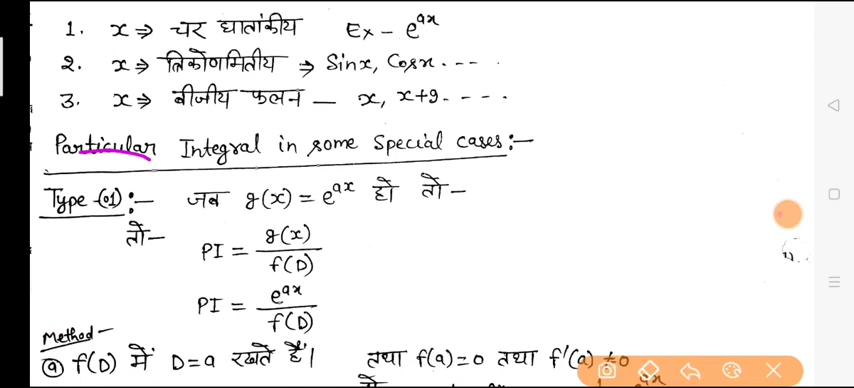 1. x ⇒ चर घातांकीय Ex - e^ax
2. x ⇒ त्रिकोणमितीय ⇒ Sinx, Cosx. ---.
3. x ⇒ बीजीय फलन — x, x+9. - - - .
Particular Integral in some Special cases:-
Type-(01):- जब g(x) = e^ax हो तो-
तो- PI = g(x)/f(D)
PI = e^ax/f(D)
Method-
(a) f(D) में D=a रखते हैं। तथा f(a)=0 तथा f'(a) ≠0